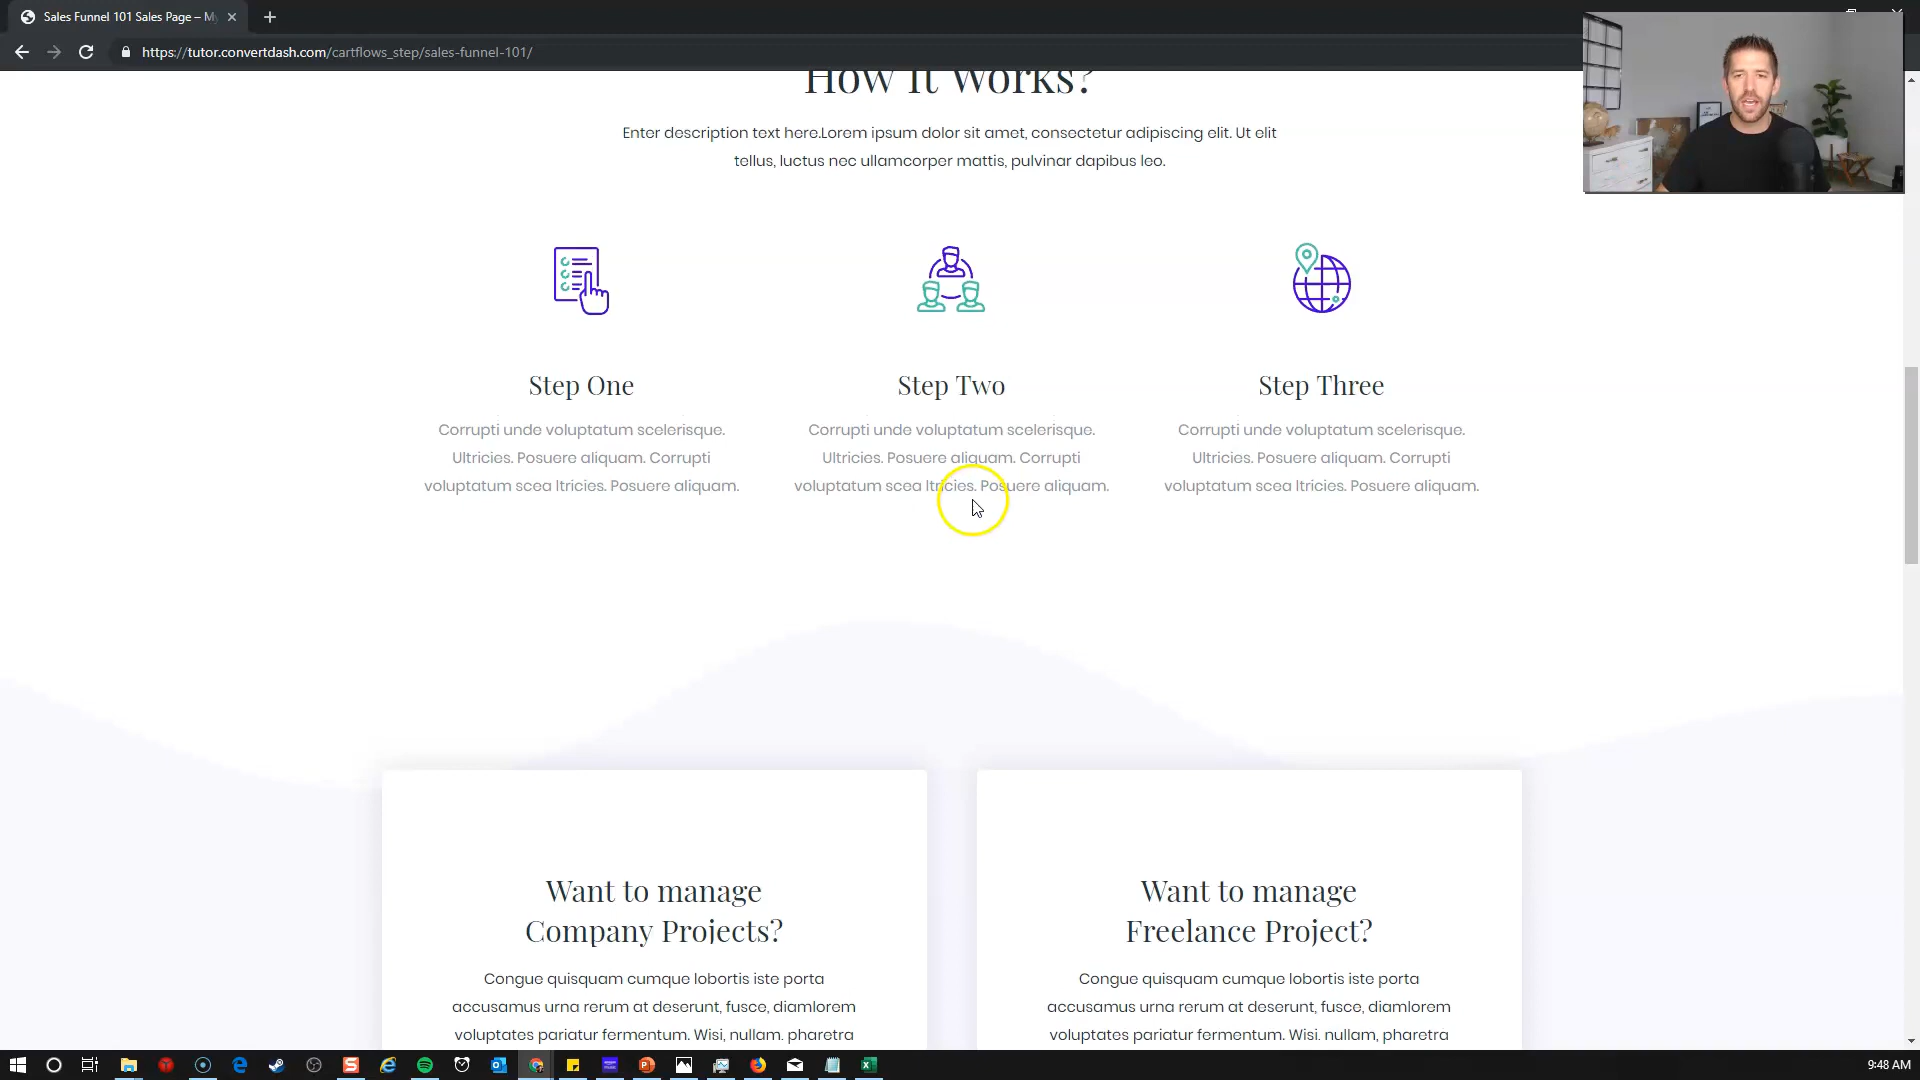 Sales Funnel 101 Sales Page – My
https://tutor.convertdash.com/cartflows_step/sales-funnel-101/
How It Works?
Enter description text here.Lorem ipsum dolor sit amet, consectetur adipiscing elit. Ut elit
tellus, luctus nec ullamcorper mattis, pulvinar dapibus leo.
Step One
Corrupti unde voluptatum scelerisque.
Ultricies. Posuere aliquam. Corrupti
voluptatum scea ltricies. Posuere aliquam.
Step Two
Corrupti unde voluptatum scelerisque.
Ultricies. Posuere aliquam. Corrupti
voluptatum scea ltricies. Posuere aliquam.
Step Three
Corrupti unde voluptatum scelerisque.
Ultricies. Posuere aliquam. Corrupti
voluptatum scea ltricies. Posuere aliquam.
Want to manage
Company Projects?
Congue quisquam cumque lobortis iste porta
accusamus urna rerum at deserunt, fusce, diamlorem
voluptates pariatur fermentum. Wisi, nullam. pharetra
Want to manage
Freelance Project?
Congue quisquam cumque lobortis iste porta
accusamus urna rerum at deserunt, fusce, diamlorem
voluptates pariatur fermentum. Wisi. nullam, pharetra
9:48 AM